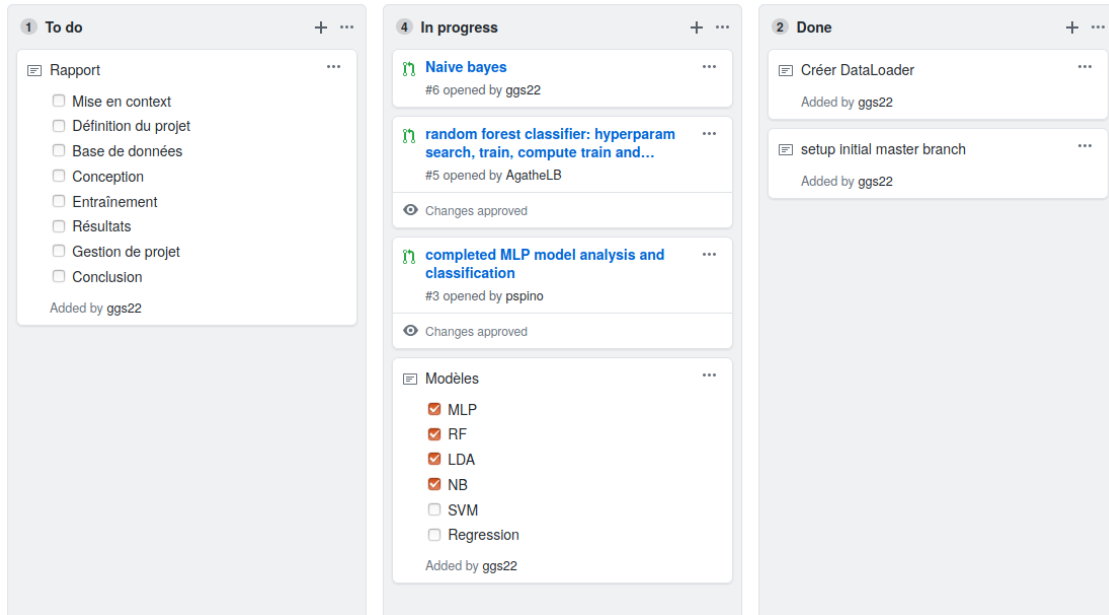 1 To do
Rapport
Mise en context
Définition du projet
Base de données
Conception
Entraînement
Résultats
Gestion de projet
Conclusion
Added by ggs22
4 In progress
Naive bayes
#6 opened by ggs22
random forest classifier: hyperparam
search, train, compute train and…
#5 opened by AgatheLB
Changes approved
completed MLP model analysis and
classification
#3 opened by pspino
Changes approved
Modèles
MLP
RF
LDA
NB
SVM
Regression
Added by ggs22
2 Done
Créer DataLoader
Added by ggs22
setup initial master branch
Added by ggs22